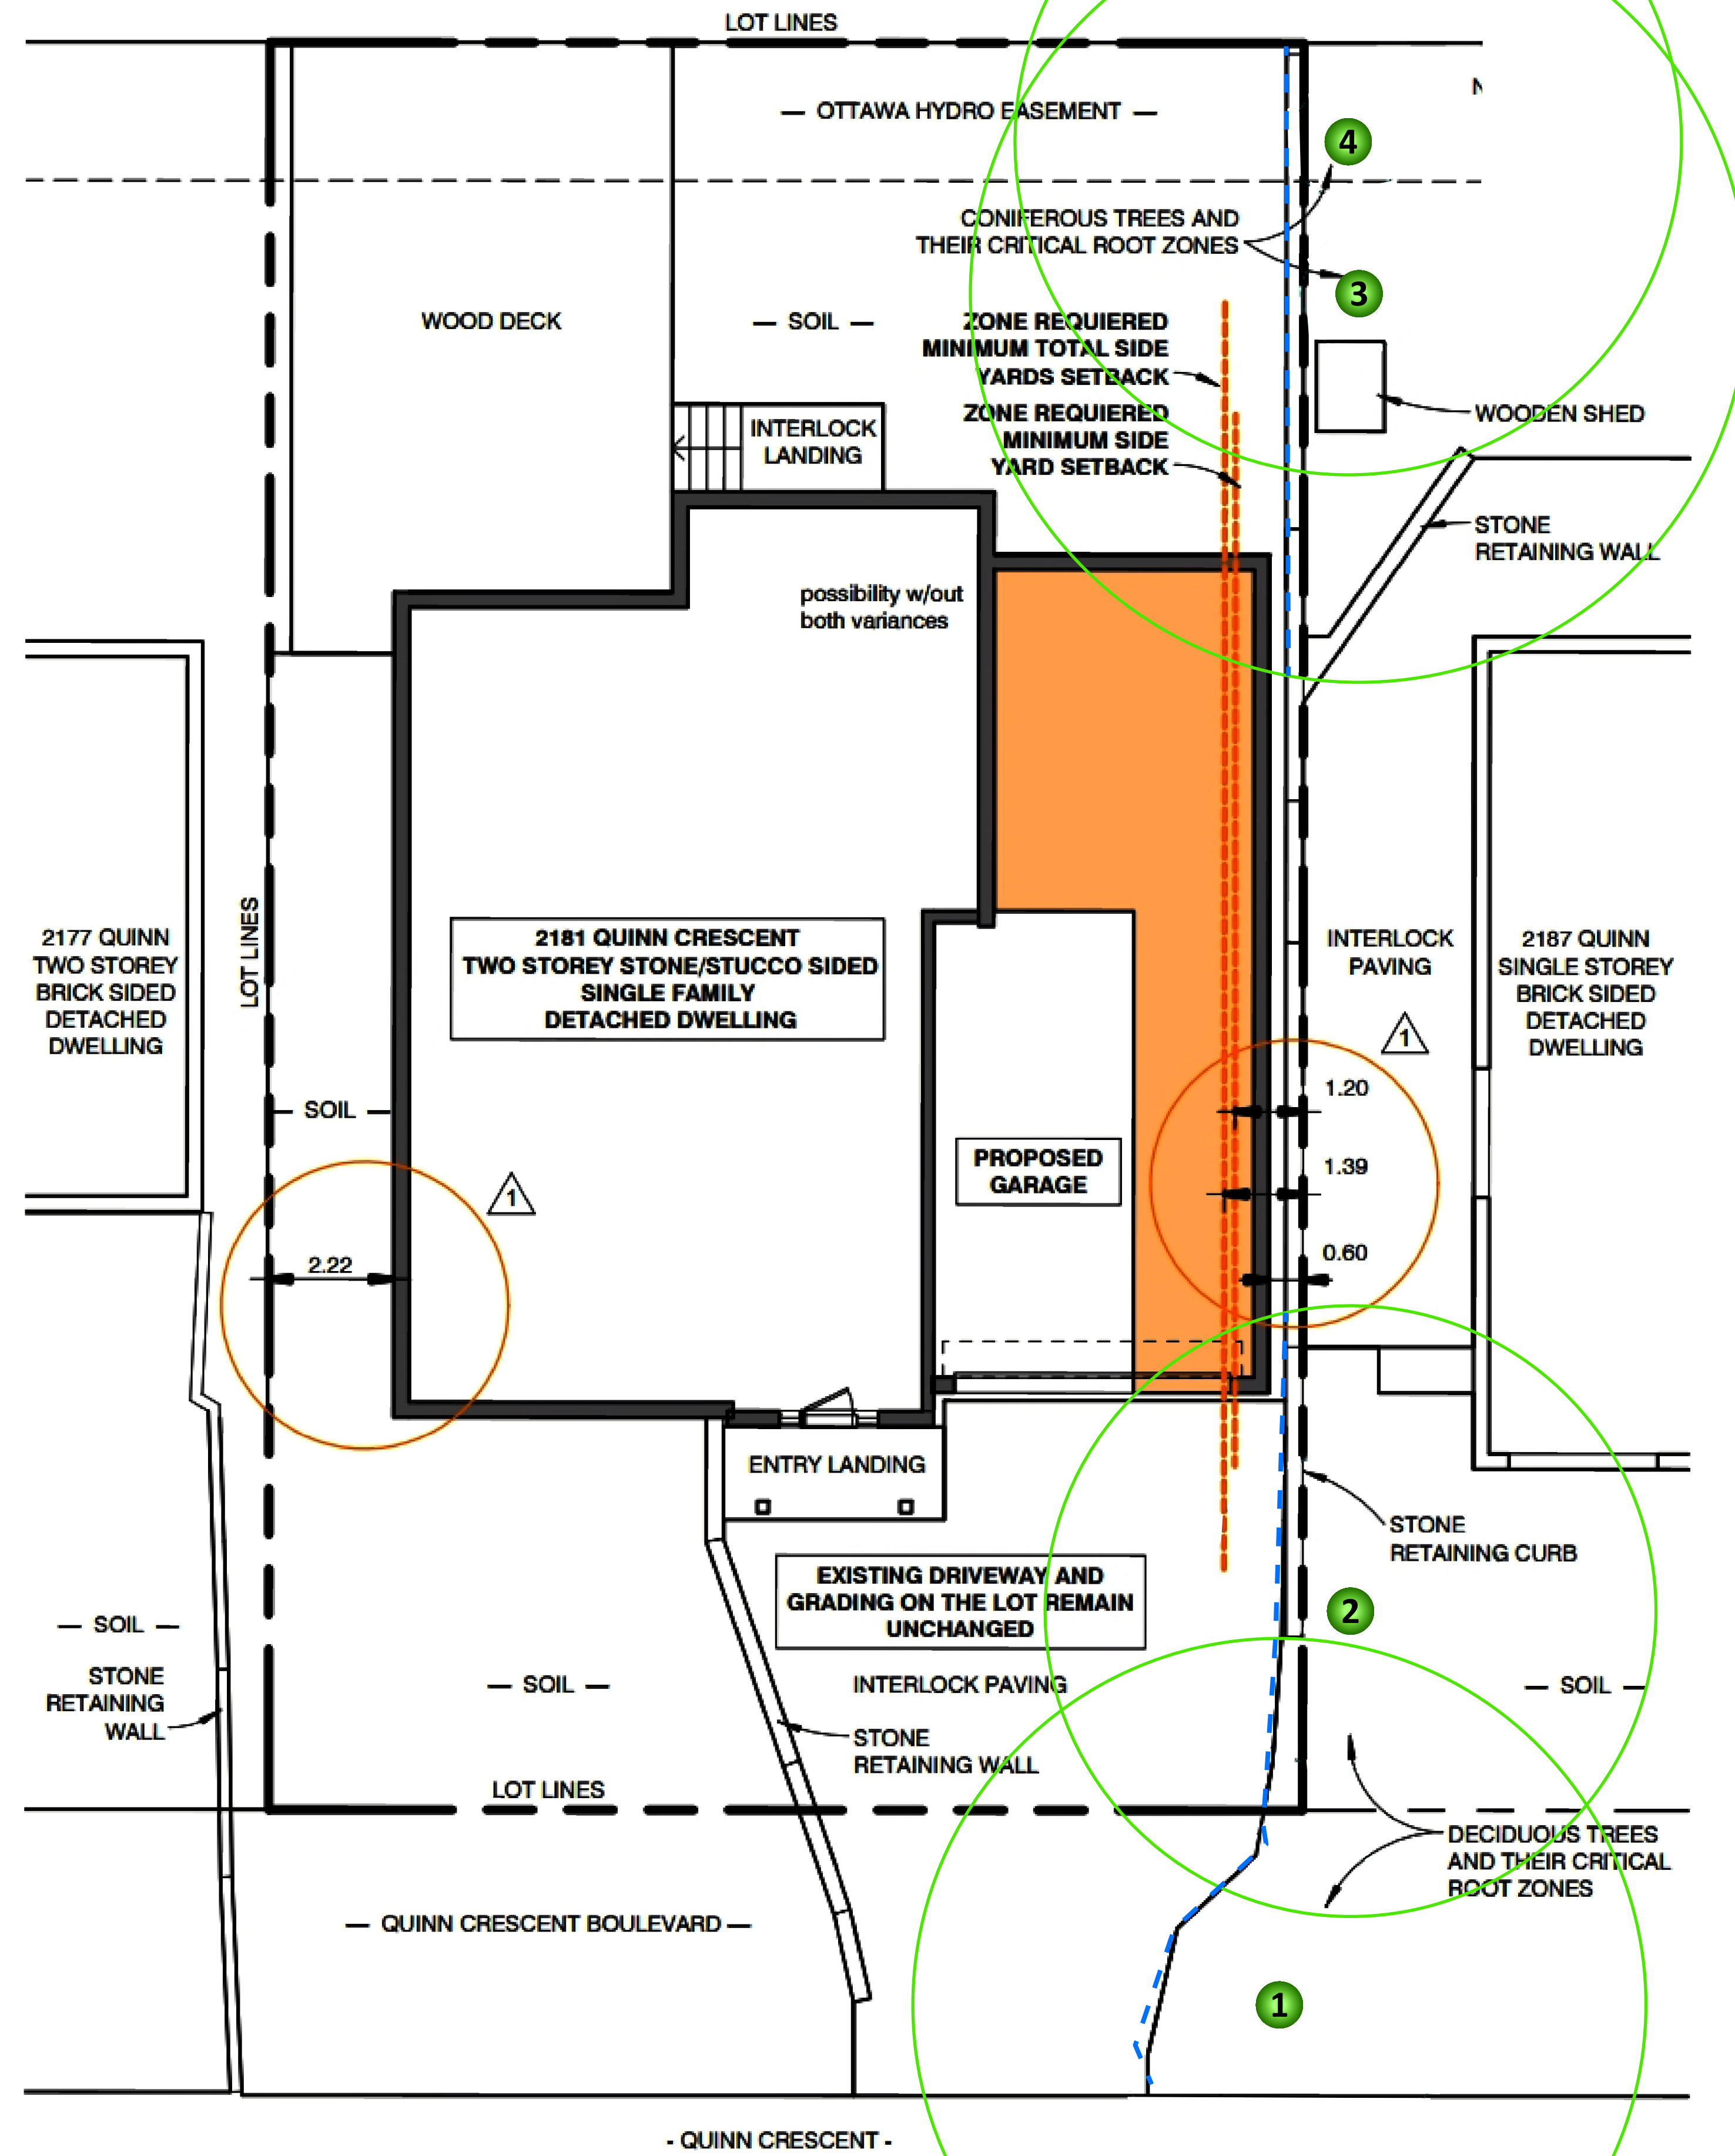 LOT LINES
— OTTAWA HYDRO EASEMENT —
N
4
CONIFEROUS TREES AND
THEIR CRITICAL ROOT ZONES
3
WOOD DECK
— SOIL —
ZONE REQUIERED
MINIMUM TOTAL SIDE
YARDS SETBACK
ZONE REQUIERED
MINIMUM SIDE
YARD SETBACK
WOODEN SHED
INTERLOCK
LANDING
STONE
RETAINING WALL
possibility w/out
both variances
LOT LINES
2177 QUINN
TWO STOREY
BRICK SIDED
DETACHED
DWELLING
2181 QUINN CRESCENT
TWO STOREY STONE/STUCCO SIDED
SINGLE FAMILY
DETACHED DWELLING
INTERLOCK
PAVING
2187 QUINN
SINGLE STOREY
BRICK SIDED
DETACHED
DWELLING
1
1.20
— SOIL —
PROPOSED
GARAGE
1.39
1
2.22
0.60
ENTRY LANDING
STONE
RETAINING CURB
EXISTING DRIVEWAY AND
GRADING ON THE LOT REMAIN
UNCHANGED
2
— SOIL —
STONE
RETAINING
WALL
— SOIL —
INTERLOCK PAVING
— SOIL —
STONE
RETAINING WALL
LOT LINES
DECIDUOUS TREES
AND THEIR CRITICAL
ROOT ZONES
— QUINN CRESCENT BOULEVARD —
1
- QUINN CRESCENT -